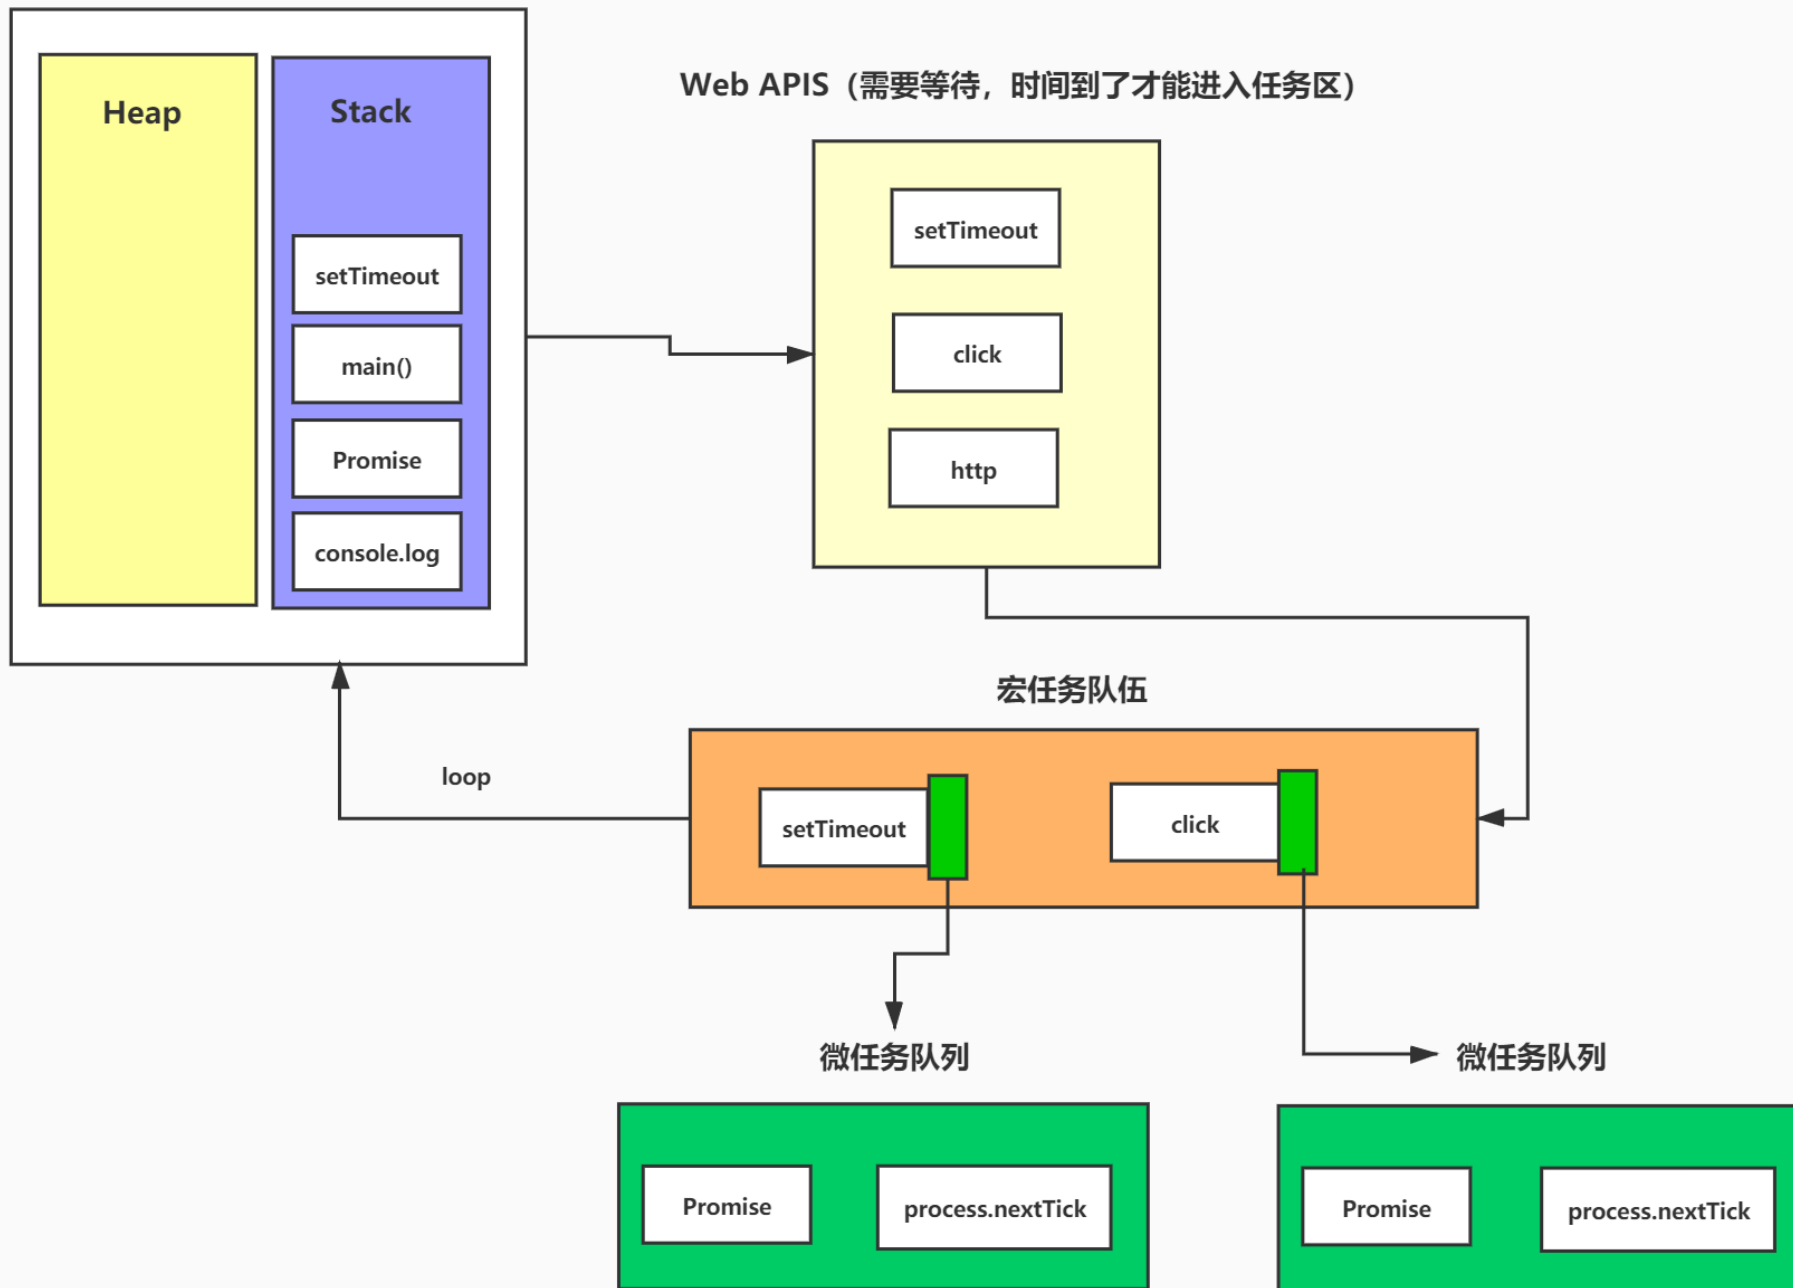 Heap
Stack
setTimeout
main()
Promise
console.log
Web APIS（需要等待，时间到了才能进入任务区）
setTimeout
click
http
宏任务队伍
loop
setTimeout
click
微任务队列
微任务队列
Promise
process.nextTick
Promise
process.nextTick